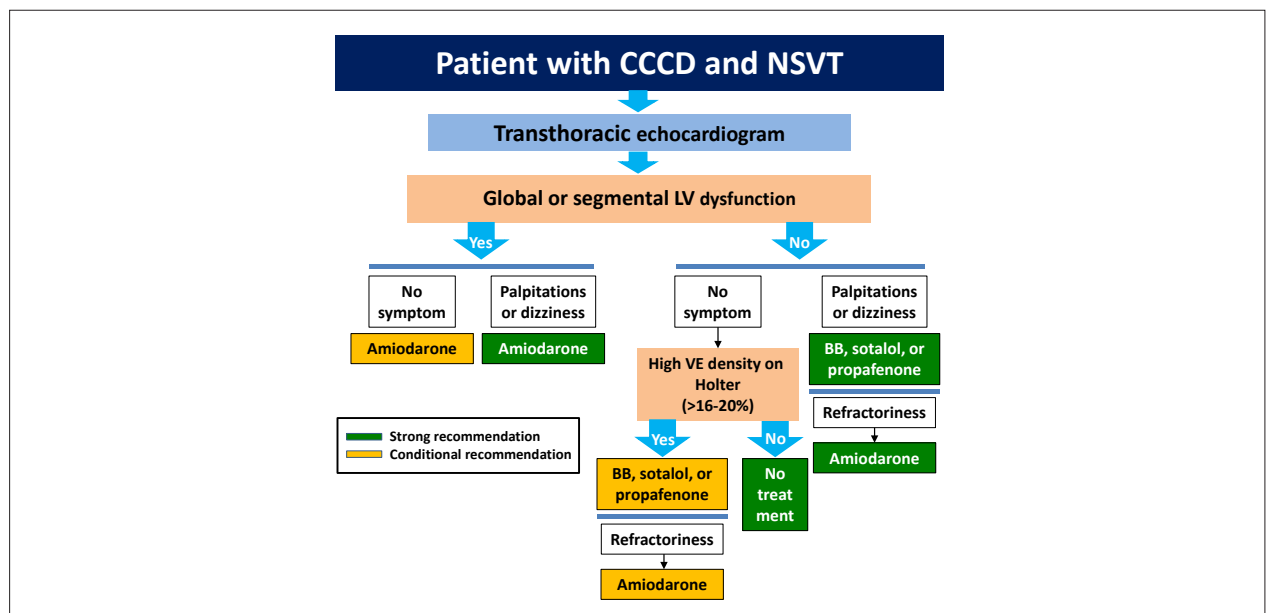 Patient with CCCD and NSVT
Transthoracic echocardiogram
Global or segmental LV dysfunction
Yes
No
No
symptom
Palpitations
or dizziness
Amiodarone
Amiodarone
No
symptom
Palpitations
or dizziness
High VE density on
Holter
(>16-20%)
BB, sotalol, or
propafenone
Refractoriness
Amiodarone
Yes
No
BB, sotalol, or
propafenone
No
treat
ment
Refractoriness
Amiodarone
Strong recommendation
Conditional recommendation